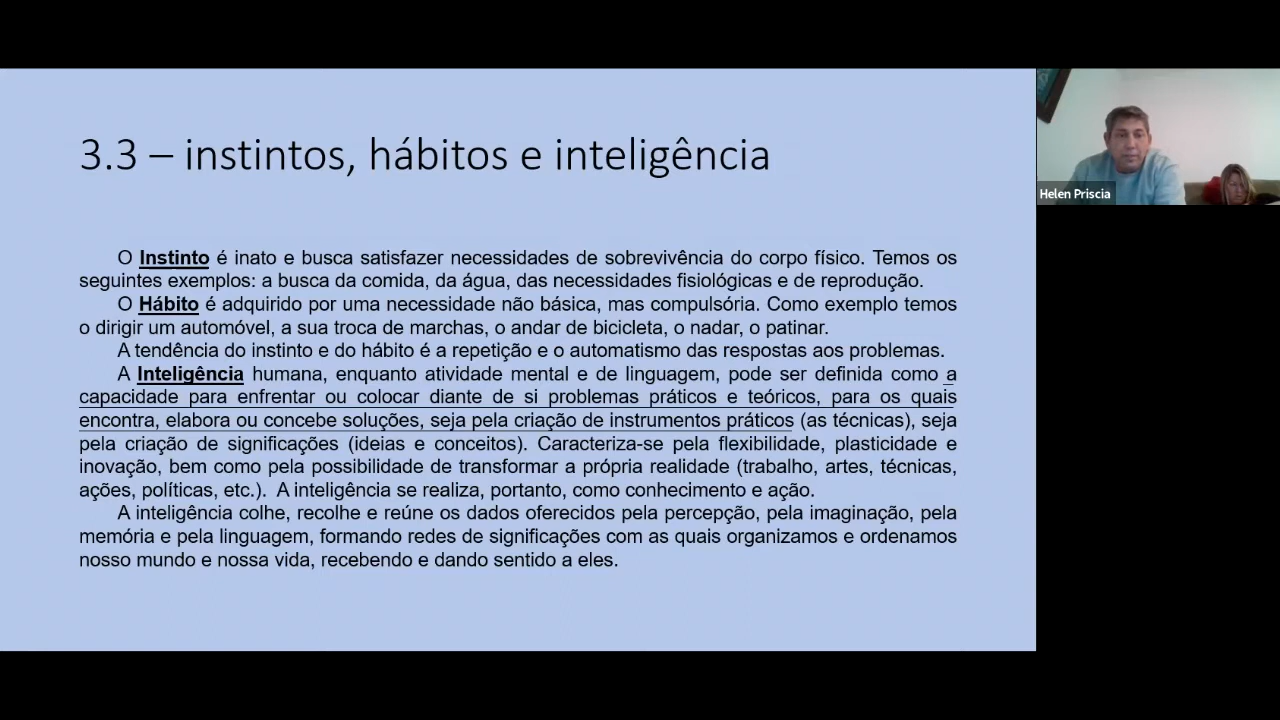 3.3 – instintos, hábitos e inteligência
O Instinto é inato e busca satisfazer necessidades de sobrevivência do corpo físico. Temos os
seguintes exemplos: a busca da comida, da água, das necessidades fisiológicas e de reprodução.
O Hábito é adquirido por uma necessidade não básica, mas compulsória. Como exemplo temos
o dirigir um automóvel, a sua troca de marchas, o andar de bicicleta, o nadar, o patinar.
A tendência do instinto e do hábito é a repetição e o automatismo das respostas aos problemas.
A Inteligência humana, enquanto atividade mental e de linguagem, pode ser definida como a
capacidade para enfrentar ou colocar diante de si problemas práticos e teóricos, para os quais
encontra, elabora ou concebe soluções, seja pela criação de instrumentos práticos (as técnicas), seja
pela criação de significações (ideias e conceitos). Caracteriza-se pela flexibilidade, plasticidade e
inovação, bem como pela possibilidade de transformar a própria realidade (trabalho, artes, técnicas,
ações, políticas, etc.). A inteligência se realiza, portanto, como conhecimento e ação.
A inteligência colhe, recolhe e reúne os dados oferecidos pela percepção, pela imaginação, pela
memória e pela linguagem, formando redes de significações com as quais organizamos e ordenamos
nosso mundo e nossa vida, recebendo e dando sentido a eles.
Helen Priscia